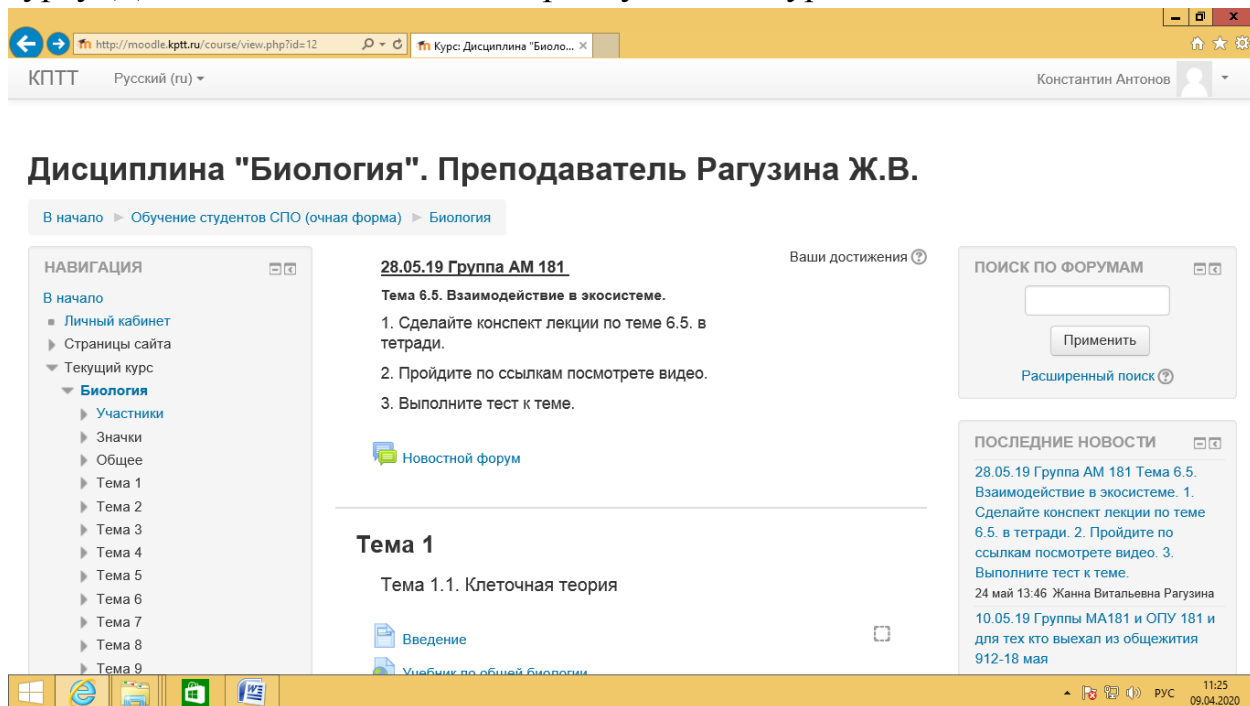 http://moodle.kptt.ru/course/view.php?id=12
Курс: Дисциплина "Биоло...
КПТТ
Русский (ru)
Константин Антонов
Дисциплина "Биология". Преподаватель Рагузина Ж.В.
В начало
Обучение студентов СПО (очная форма)
Биология
НАВИГАЦИЯ
В начало
Личный кабинет
Страницы сайта
Текущий курс
Биология
Участники
Значки
Общее
Тема 1
Тема 2
Тема 3
Тема 4
Тема 5
Тема 6
Тема 7
Тема 8
Тема 9
Ваши достижения
28.05.19 Группа АМ 181
Тема 6.5. Взаимодействие в экосистеме.
1. Сделайте конспект лекции по теме 6.5. в
тетради.
2. Пройдите по ссылкам посмотрете видео.
3. Выполните тест к теме.
Новостной форум
Тема 1
Тема 1.1. Клеточная теория
Введение
Учебник по общей биологии
ПОИСК ПО ФОРУМАМ
Применить
Расширенный поиск
ПОСЛЕДНИЕ НОВОСТИ
28.05.19 Группа АМ 181 Тема 6.5.
Взаимодействие в экосистеме. 1.
Сделайте конспект лекции по теме
6.5. в тетради. 2. Пройдите по
ссылкам посмотрете видео. 3.
Выполните тест к теме.
24 май 13:46 Жанна Витальевна Рагузина
10.05.19 Группы МА181 и ОПУ 181 и
для тех кто выехал из общежития
912-18 мая
РУС
11:25
09.04.2020